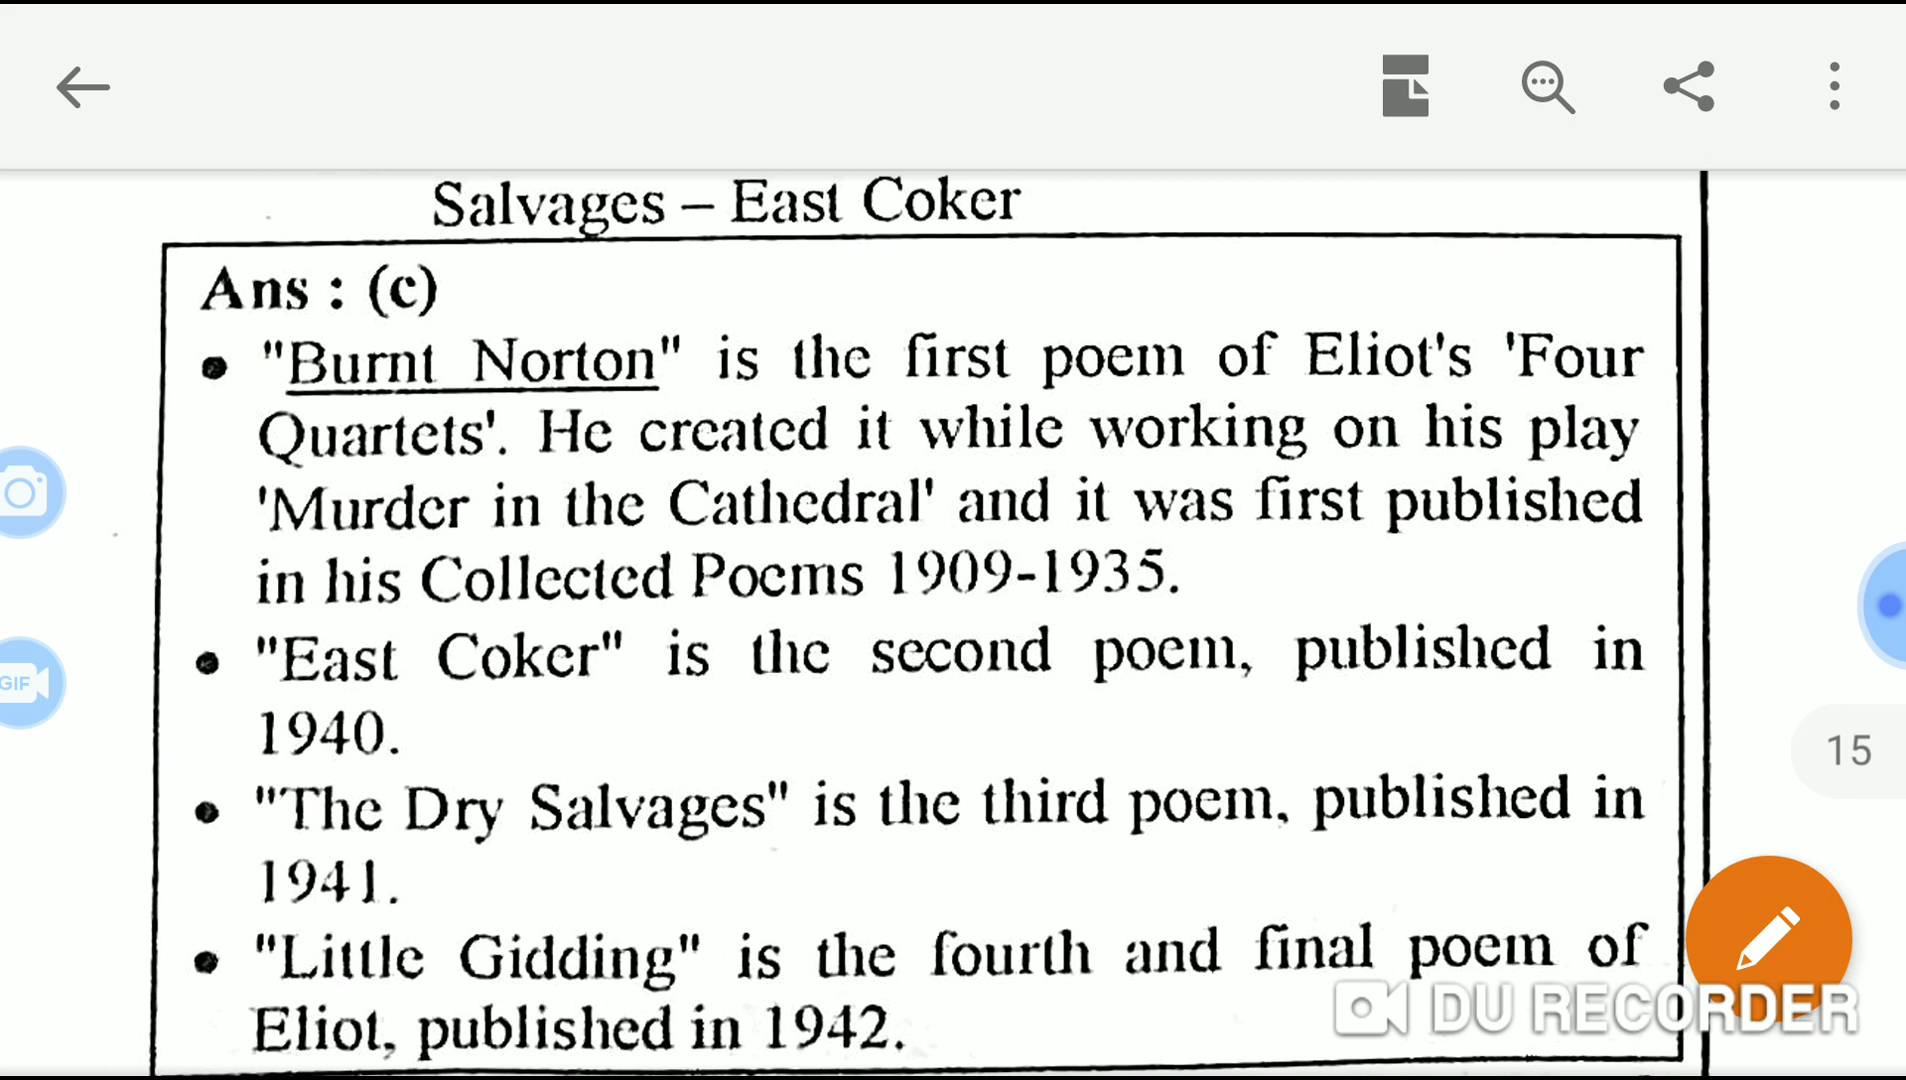 Salvages – East Coker
Ans : (c)
• "Burnt Norton" is the first poem of Eliot's 'Four
Quartets'. He created it while working on his play
'Murder in the Cathedral' and it was first published
in his Collected Poems 1909-1935.
• "East Coker" is the second poem, published in
1940.
• "The Dry Salvages" is the third poem, published in
1941.
• "Little Gidding" is the fourth and final poem of
Eliot, published in 1942.
GIF
15
DU RECORDER